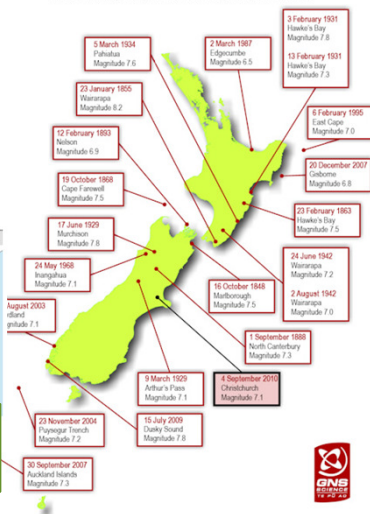 3 February 1931
Hawke's Bay
Magnitude 7.8
13 February 1931
Hawke's Bay
Magnitude 7.3
5 March 1934
Pahiatua
Magnitude 7.6
2 March 1987
Edgecumbe
Magnitude 6.5
23 January 1855
Wairarapa
Magnitude 8.2
6 February 1995
East Cape
Magnitude 7.0
12 February 1893
Nelson
Magnitude 6.9
20 December 2007
Gisborne
Magnitude 6.8
19 October 1868
Cape Farewell
Magnitude 7.5
23 February 1863
Hawke's Bay
Magnitude 7.5
17 June 1929
Murchison
Magnitude 7.8
24 June 1942
Wairarapa
Magnitude 7.2
2 August 1942
Wairarapa
Magnitude 7.0
24 May 1968
Inangahua
Magnitude 7.1
16 October 1848
Marlborough
Magnitude 7.5
August 2003
rdland
gnitude 7.1
1 September 1888
North Canterbury
Magnitude 7.3
9 March 1929
Arthur's Pass
Magnitude 7.1
4 September 2010
Christchurch
Magnitude 7.1
23 November 2004
Puysegur Trench
Magnitude 7.2
15 July 2009
Dusky Sound
Magnitude 7.8
30 September 2007
Auckland Islands
Magnitude 7.3
GNS
SCIENCE
TE PŪ AO